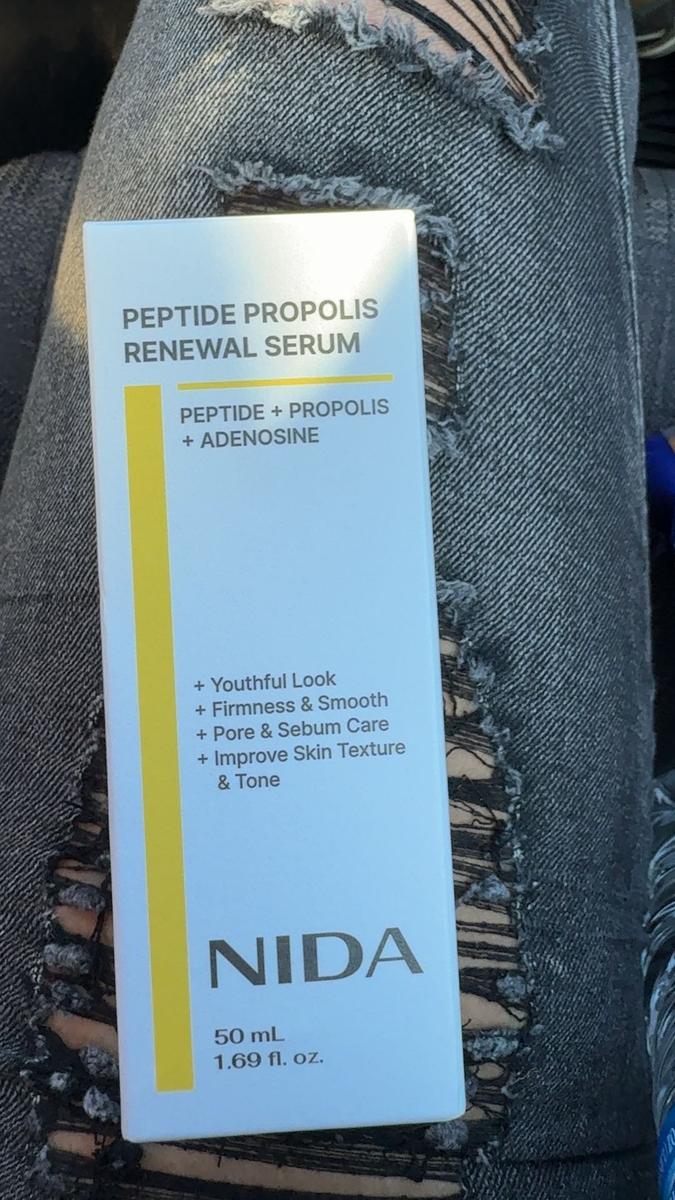 PEPTIDE PROPOLIS
RENEWAL SERUM
PEPTIDE + PROPOLIS
+ ADENOSINE
+ Youthful Look
+ Firmness & Smooth
+ Pore & Sebum Care
+ Improve Skin Texture
& Tone
NIDA
50 mL
1.69 fl. oz.